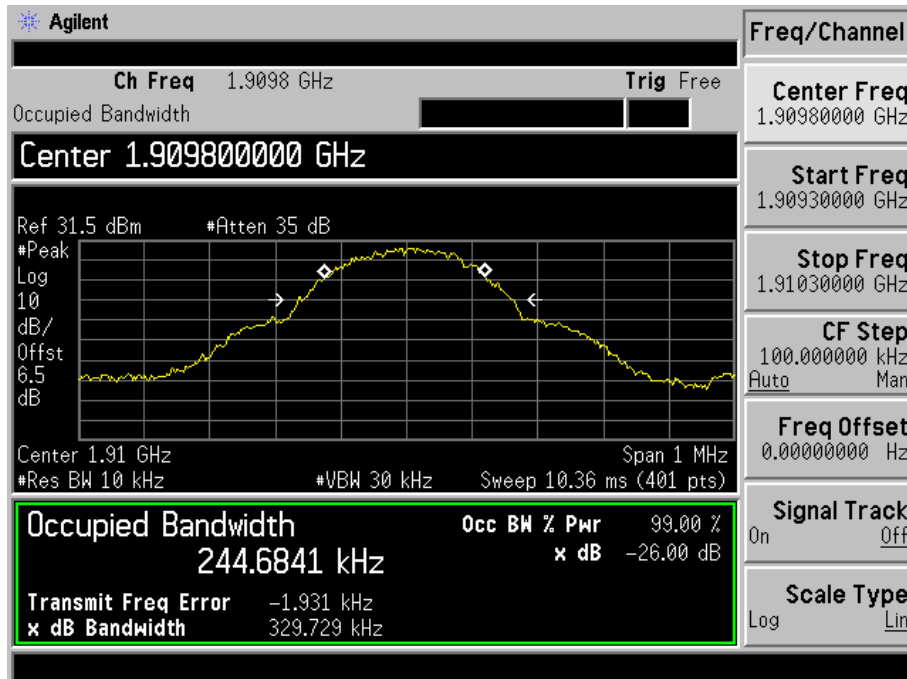 Agilent
Freq/Channel
Ch Freq 1.9098 GHz Trig Free
Occupied Bandwidth
Center 1.909800000 GHz
Ref 31.5 dBm #Atten 35 dB
#Peak
Log
10
dB/
Offst
6.5
dB
Center 1.91 GHz Span 1 MHz
#Res BW 10 kHz #VBW 30 kHz Sweep 10.36 ms (401 pts)
Occupied Bandwidth
244.6841 kHz
Occ BW % Pwr 99.00 %
x dB -26.00 dB
Transmit Freq Error -1.931 kHz
x dB Bandwidth 329.729 kHz
Center Freq
1.90980000 GHz
Start Freq
1.90930000 GHz
Stop Freq
1.91030000 GHz
CF Step
100.000000 kHz
Auto Man
Freq Offset
0.00000000 Hz
Signal Track
On Off
Scale Type
Log Lin